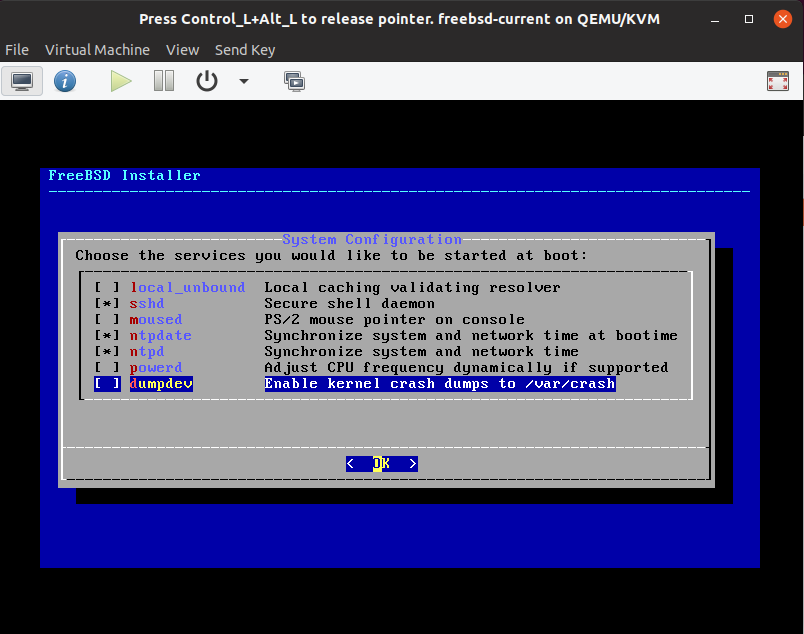 Press Control_L+Alt_L to release pointer. freebsd-current on QEMU/KVM
File Virtual Machine View Send Key
FreeBSD Installer
System Configuration
Choose the services you would like to be started at boot:
[ ] local_unbound Local caching validating resolver
[*] sshd Secure shell daemon
[ ] moused PS/2 mouse pointer on console
[*] ntpdate Synchronize system and network time at bootime
[*] ntpd Synchronize system and network time
[ ] powerd Adjust CPU frequency dynamically if supported
[ ] dumpdev Enable kernel crash dumps to /var/crash
< OK >